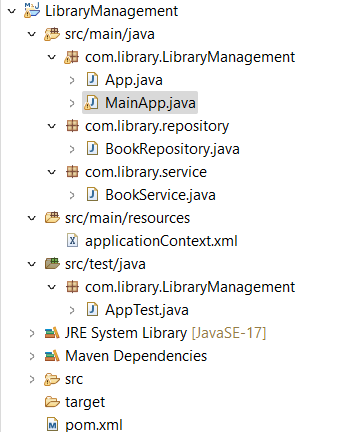 LibraryManagement
src/main/java
com.library.LibraryManagement
App.java
MainApp.java
com.library.repository
BookRepository.java
com.library.service
BookService.java
src/main/resources
applicationContext.xml
src/test/java
com.library.LibraryManagement
AppTest.java
JRE System Library [JavaSE-17]
Maven Dependencies
src
target
pom.xml